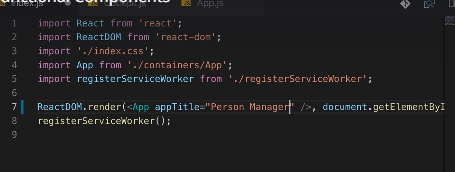 App.js
1 import React from 'react';
2 import ReactDOM from 'react-dom';
3 import './index.css';
4 import App from './containers/App';
5 import registerServiceWorker from './registerServiceWorker';
6
7 ReactDOM.render(<App appTitle="Person Manager" />, document.getElementByI
8 registerServiceWorker();
9